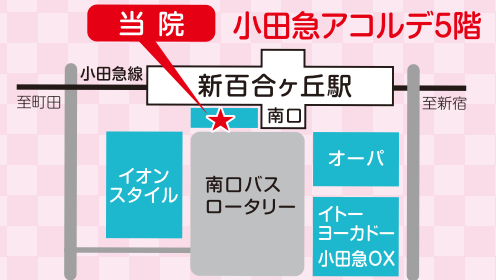 当院
小田急アコルデ5階
小田急線
新百合ヶ丘駅
至町田
至新宿
南口
イオン
スタイル
南口バス
ロータリー
オーパ
イトー
ヨーカドー
小田急OX